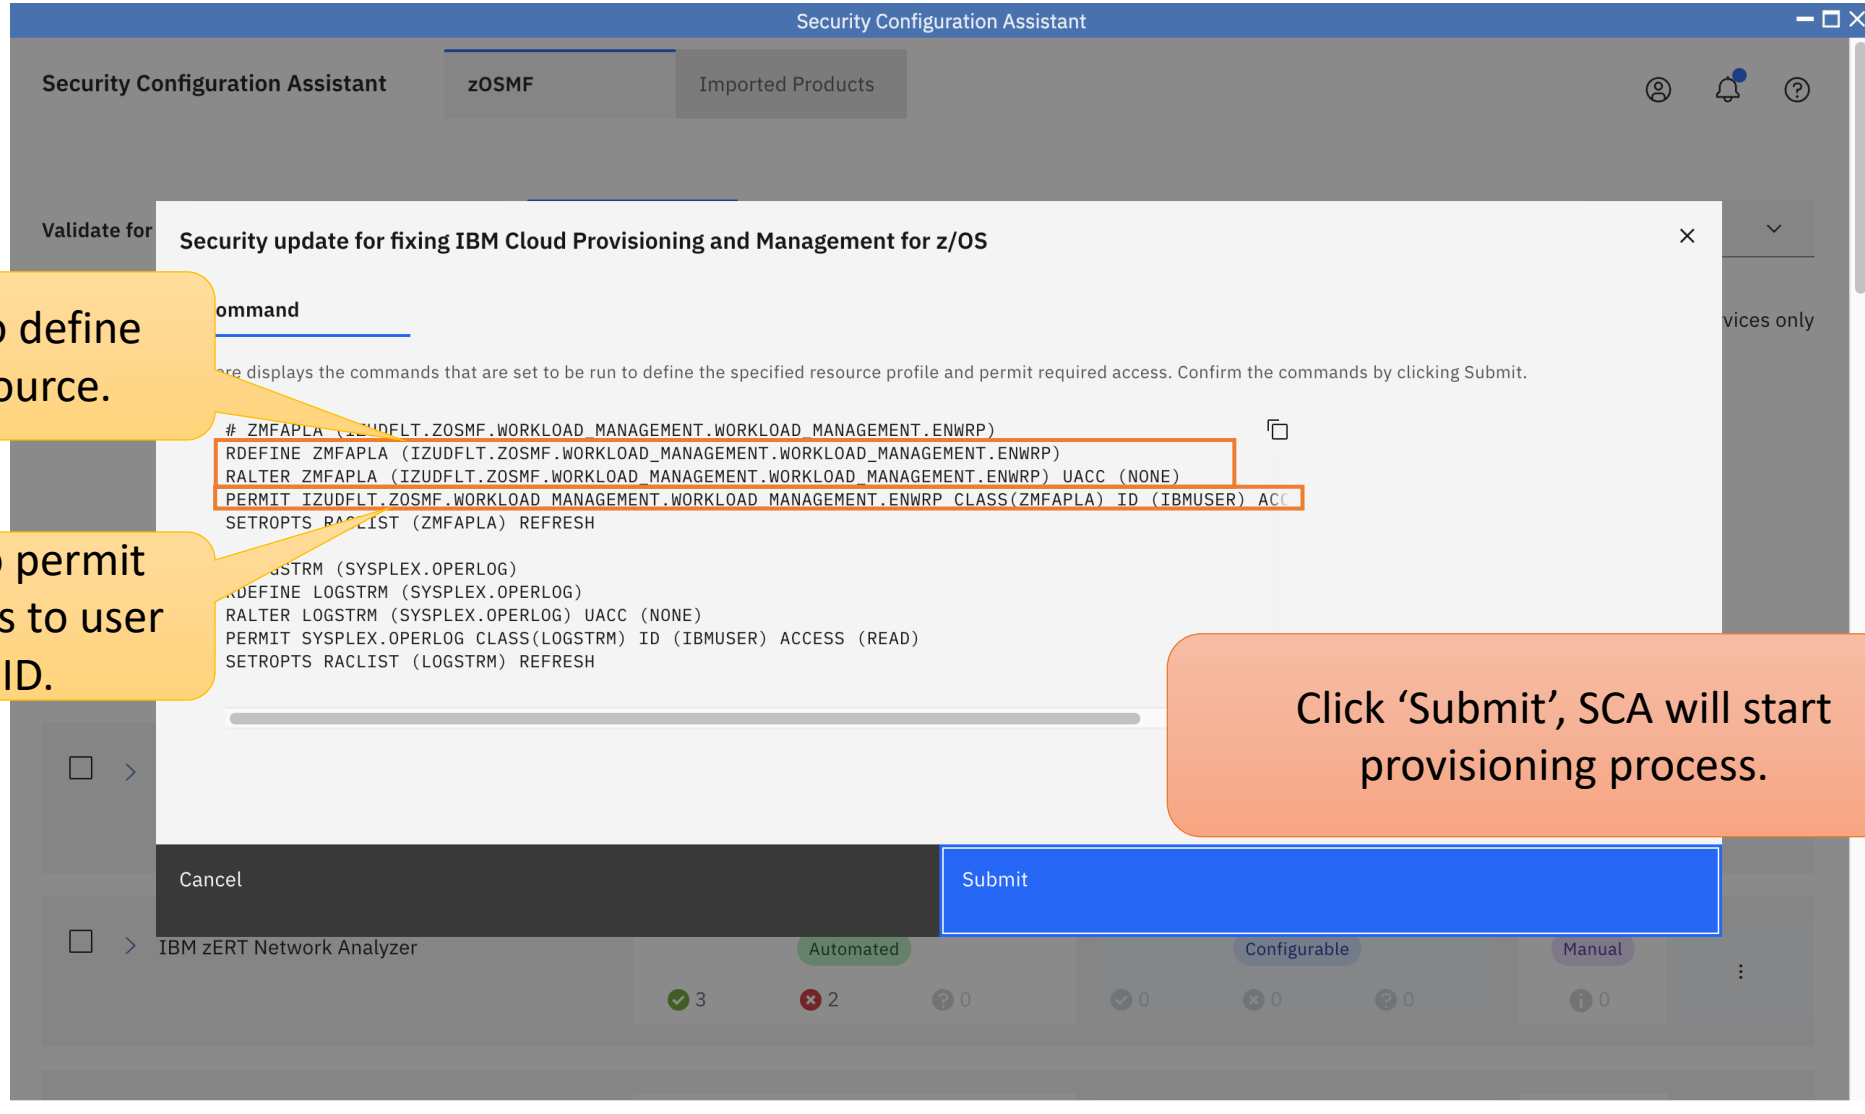 Security Configuration Assistant
Security Configuration Assistant
zOSMF
Imported Products
Validate for
Security update for fixing IBM Cloud Provisioning and Management for z/OS
define
ource.
ommand
vices only
re displays the commands that are set to be run to define the specified resource profile and permit required access. Confirm the commands by clicking Submit.
# ZMFAPLA (IZUDFLT.ZOSMF.WORKLOAD_MANAGEMENT.WORKLOAD_MANAGEMENT.ENWRP)
RDEFINE ZMFAPLA (IZUDFLT.ZOSMF.WORKLOAD_MANAGEMENT.WORKLOAD_MANAGEMENT.ENWRP)
RALTER ZMFAPLA (IZUDFLT.ZOSMF.WORKLOAD_MANAGEMENT.WORKLOAD_MANAGEMENT.ENWRP) UACC (NONE)
PERMIT IZUDFLT.ZOSMF.WORKLOAD_MANAGEMENT.WORKLOAD_MANAGEMENT.ENWRP CLASS(ZMFAPLA) ID (IBMUSER) ACC
SETROPTS RACLIST (ZMFAPLA) REFRESH
permit
s to user
ID.
GSTRM (SYSPLEX.OPERLOG)
RDEFINE LOGSTRM (SYSPLEX.OPERLOG)
RALTER LOGSTRM (SYSPLEX.OPERLOG) UACC (NONE)
PERMIT SYSPLEX.OPERLOG CLASS(LOGSTRM) ID (IBMUSER) ACCESS (READ)
SETROPTS RACLIST (LOGSTRM) REFRESH
Click ‘Submit’, SCA will start
provisioning process.
Cancel
Submit
IBM zERT Network Analyzer
Automated
Configurable
Manual
3
2
0
0
0
0
0